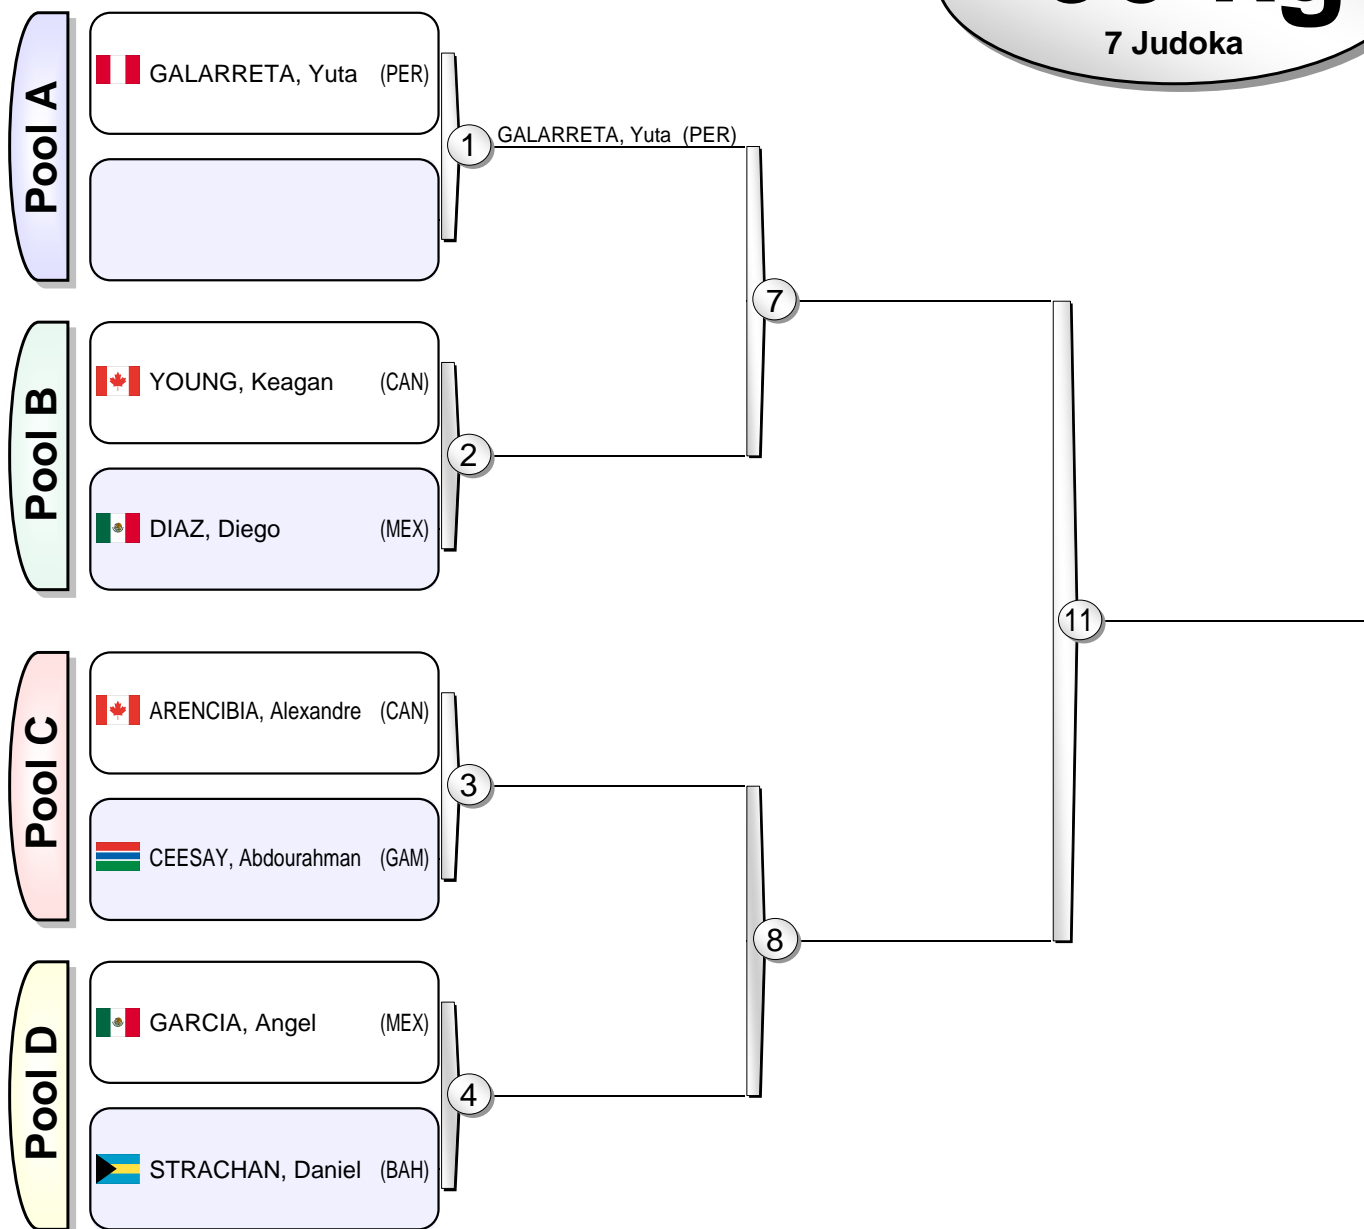 7 Judoka
Pool A
GALARRETA, Yuta (PER)
1
GALARRETA, Yuta (PER)
7
Pool B
YOUNG, Keagan (CAN)
2
DIAZ, Diego (MEX)
11
Pool C
ARENCIBIA, Alexandre (CAN)
3
CEESAY, Abdourahman (GAM)
8
Pool D
GARCIA, Angel (MEX)
4
STRACHAN, Daniel (BAH)